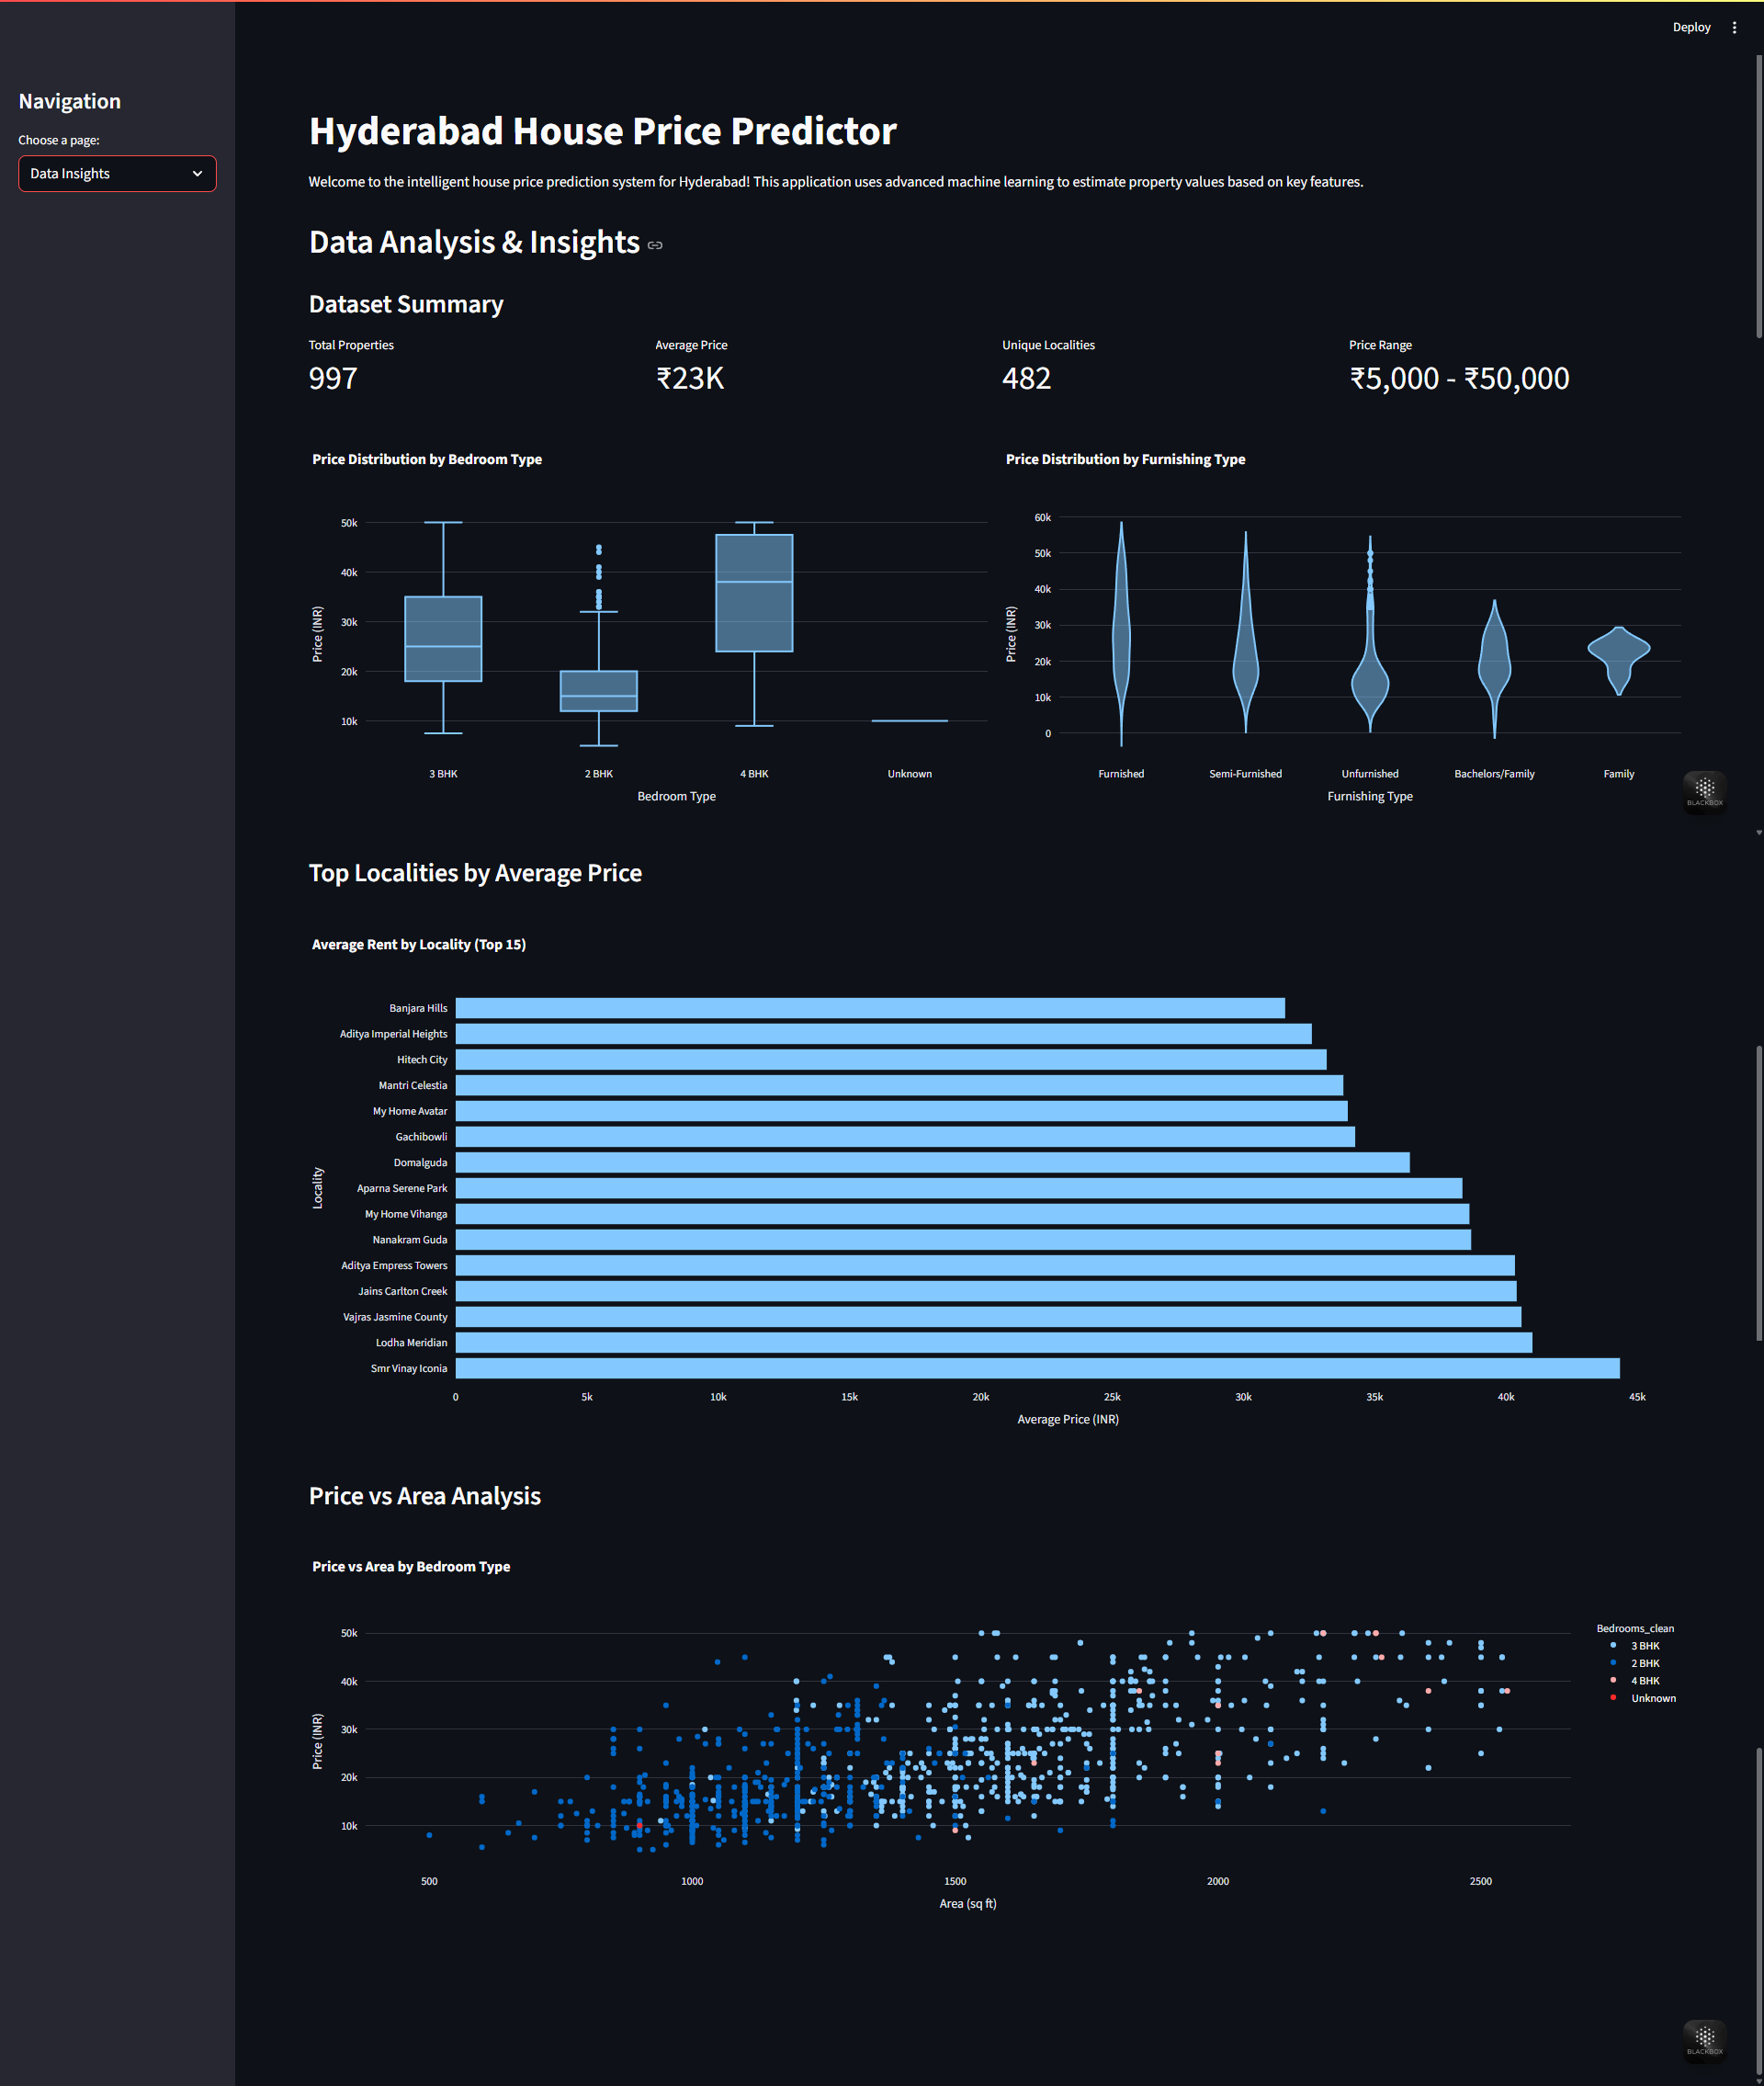 Deploy
Navigation
Choose a page:
Data Insights
Hyderabad House Price Predictor
Welcome to the intelligent house price prediction system for Hyderabad! This application uses advanced machine learning to estimate property values based on key features.
Data Analysis & Insights
Dataset Summary
Total Properties
997
Average Price
₹23K
Unique Localities
482
Price Range
₹5,000 - ₹50,000
Price Distribution by Bedroom Type
50k
40k
30k
20k
10k
Price (INR)
3 BHK
2 BHK
4 BHK
Unknown
Bedroom Type
Price Distribution by Furnishing Type
60k
50k
40k
30k
20k
10k
0
Price (INR)
Furnished
Semi-Furnished
Unfurnished
Bachelors/Family
Family
Furnishing Type
BLACKBOX
Top Localities by Average Price
Average Rent by Locality (Top 15)
Banjara Hills
Aditya Imperial Heights
Hitech City
Mantri Celestia
My Home Avatar
Gachibowli
Domalguda
Aparna Serene Park
My Home Vihanga
Nanakram Guda
Aditya Empress Towers
Jains Carlton Creek
Vajras Jasmine County
Lodha Meridian
Smr Vinay Iconia
Locality
0
5k
10k
15k
20k
25k
30k
35k
40k
45k
Average Price (INR)
Price vs Area Analysis
Price vs Area by Bedroom Type
50k
40k
30k
20k
10k
Price (INR)
500
1000
1500
2000
2500
Area (sq ft)
Bedrooms_clean
3 BHK
2 BHK
4 BHK
Unknown
BLACKBOX